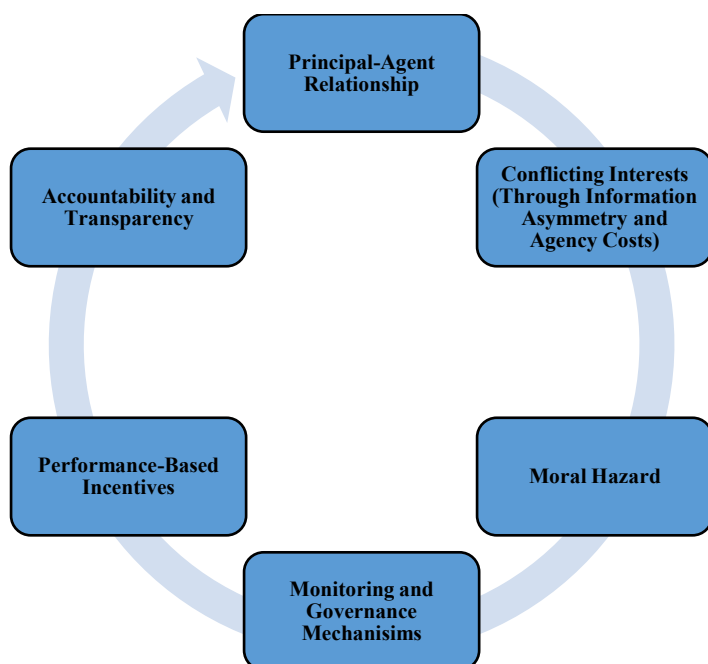 Principal-Agent
Relationship
Conflicting Interests
(Through Information
Asymmetry and
Agency Costs)
Moral Hazard
Monitoring and
Governance
Mechanisims
Performance-Based
Incentives
Accountability and
Transparency